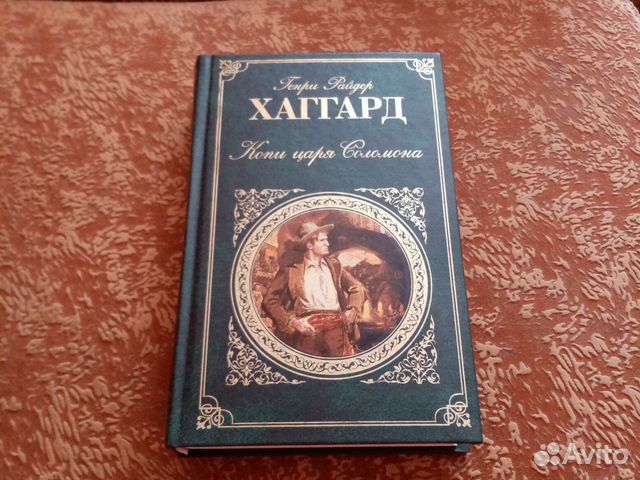 Генри Райдер
ХАГГАРД
Копи царя Соломона
Avito